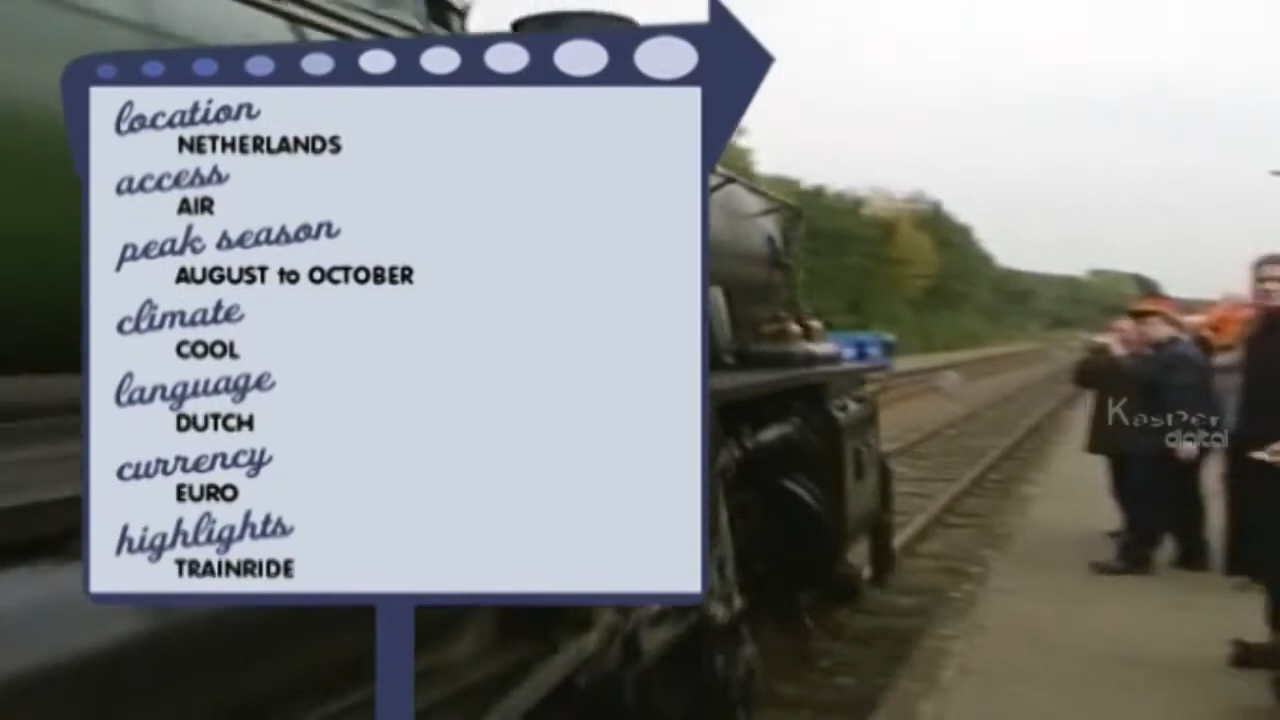 location
NETHERLANDS
access
AIR
peak season
AUGUST to OCTOBER
climate
COOL
language
DUTCH
currency
EURO
highlights
TRAINRIDE
Kasper
digital